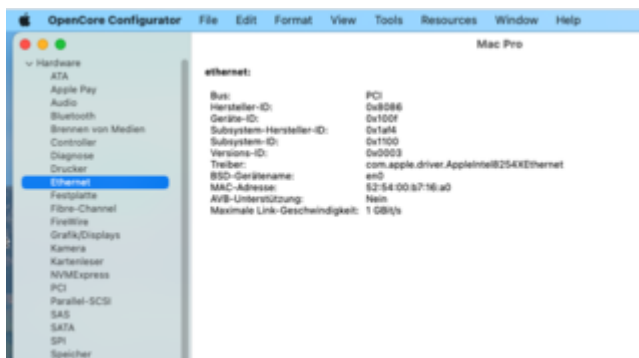 OpenCore Configurator File Edit Format View Tools Resources Window Help
Mac Pro
Hardware
ATA
Apple Pay
Audio
Bluetooth
Brennen von Medien
Controller
Diagnose
Drucker
Ethernet
Festplatte
Fibre-Channel
FireWire
Grafik/Displays
Kamera
Kartenleser
NVMExpress
PCI
Parallel-SCSI
SAS
SATA
SPI
Speicher
ethernet:
Bus: PCI
Hersteller-ID: 0x8086
Geräte-ID: 0x100f
Subsystem-Hersteller-ID: 0x1af4
Subsystem-ID: 0x1100
Versions-ID: 0x0003
Treiber: com.apple.driver.AppleIntel8254XEthernet
BSD-Gerätename: en0
MAC-Adresse: 52:54:00:b7:16:a0
AVB-Unterstützung: Nein
Maximale Link-Geschwindigkeit: 1 GBit/s